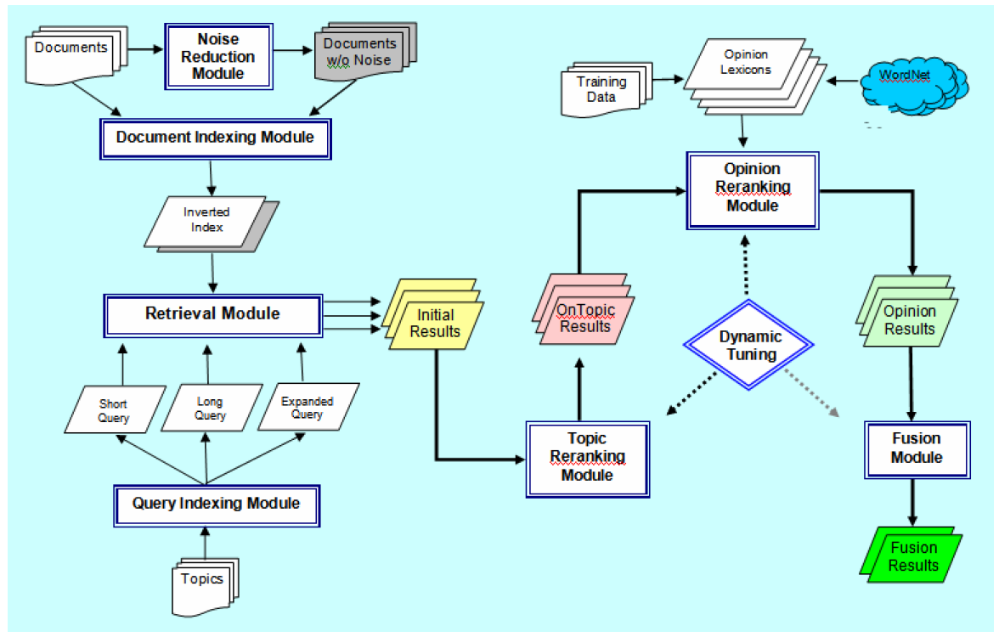 Documents
Noise
Reduction
Module
Documents
w/o Noise
Document Indexing Module
Inverted
Index
Retrieval Module
Short
Query
Long
Query
Expanded
Query
Query Indexing Module
Topics
Initial
Results
Training
Data
Opinion
Lexicons
WordNet
Opinion
Reranking
Module
OnTopic
Results
Dynamic
Tuning
Topic
Reranking
Module
Opinion
Results
Fusion
Module
Fusion
Results